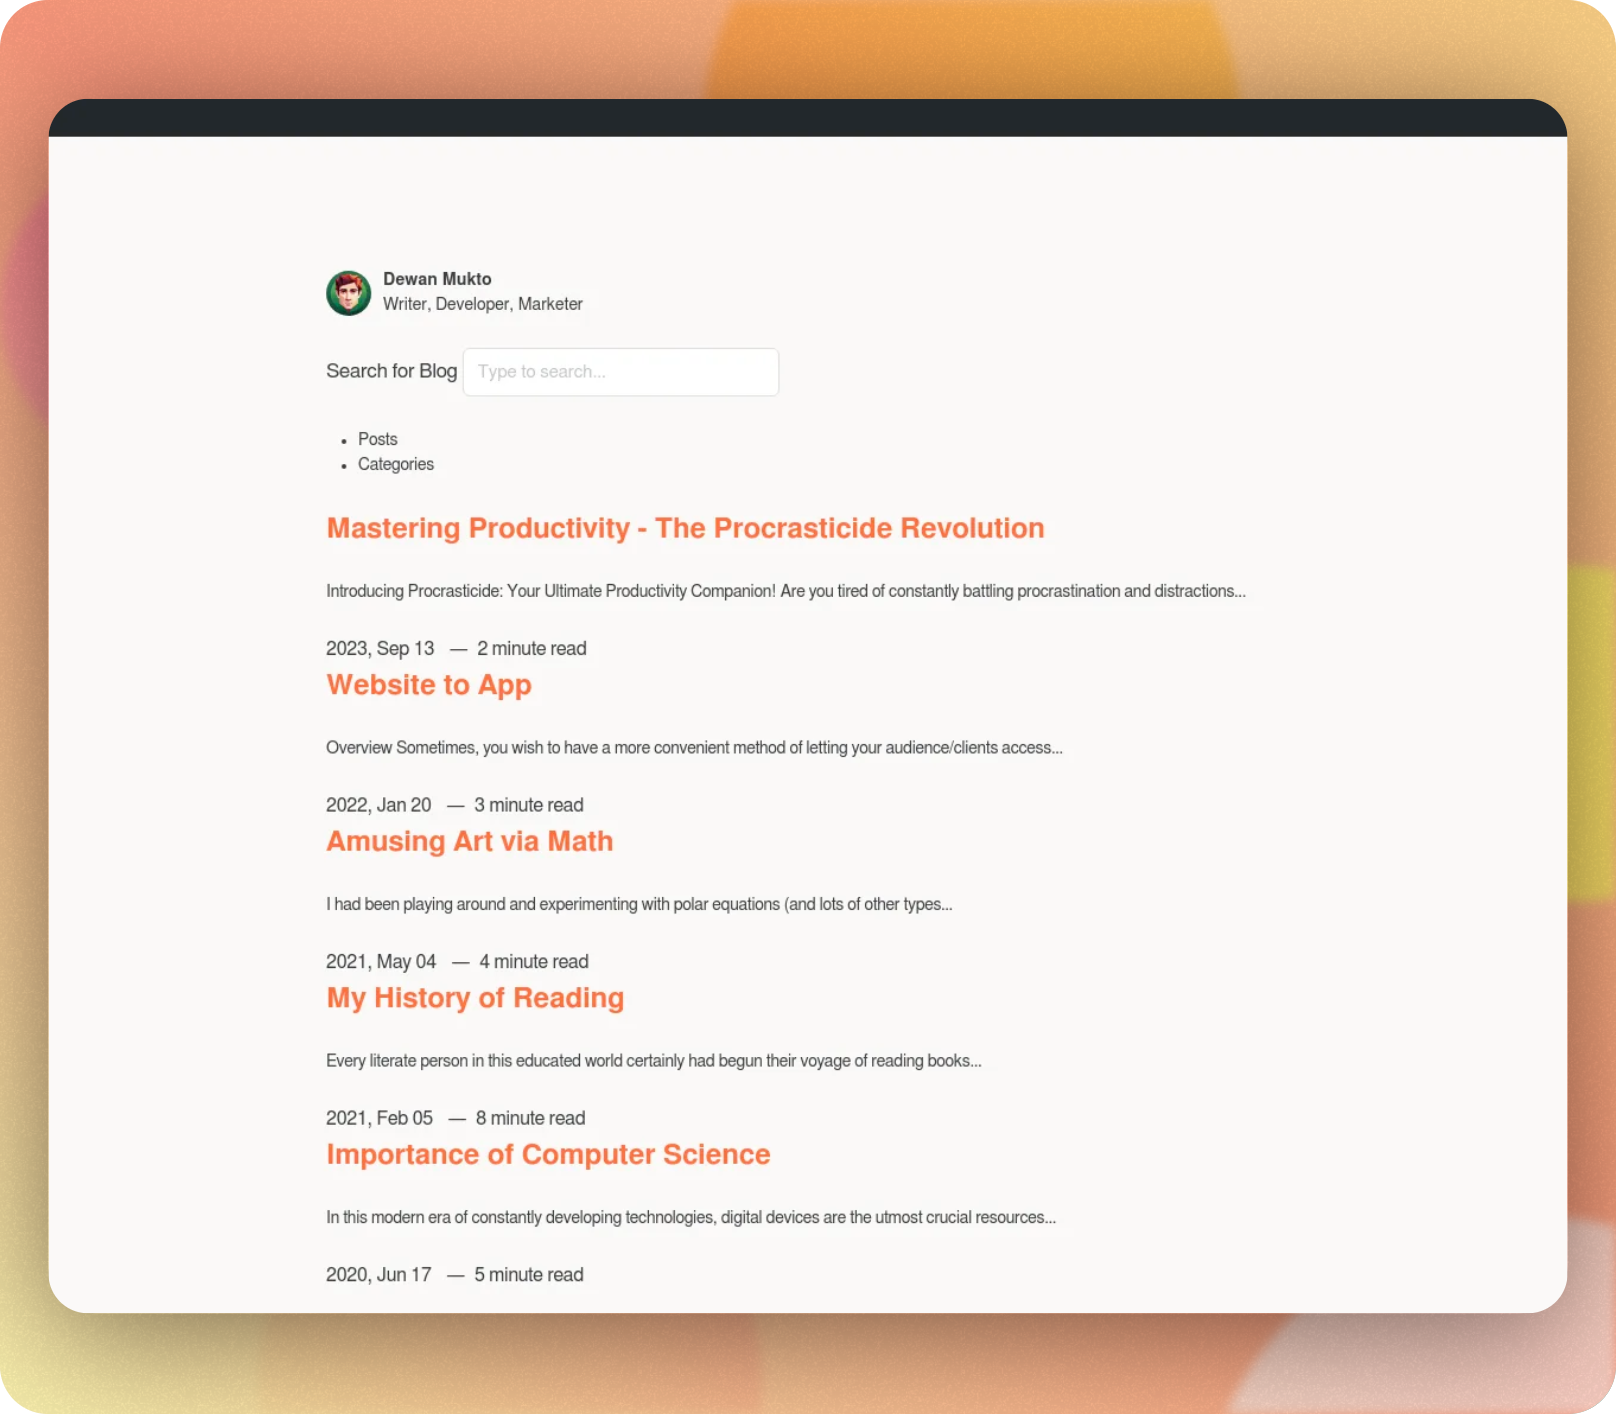 Dewan Mukto
Writer, Developer, Marketer
Search for Blog Type to search...
Posts
Categories
Mastering Productivity - The Procrasticide Revolution
Introducing Procrasticide: Your Ultimate Productivity Companion! Are you tired of constantly battling procrastination and distractions...
2023, Sep 13 — 2 minute read
Website to App
Overview Sometimes, you wish to have a more convenient method of letting your audience/clients access...
2022, Jan 20 — 3 minute read
Amusing Art via Math
I had been playing around and experimenting with polar equations (and lots of other types...
2021, May 04 — 4 minute read
My History of Reading
Every literate person in this educated world certainly had begun their voyage of reading books...
2021, Feb 05 — 8 minute read
Importance of Computer Science
In this modern era of constantly developing technologies, digital devices are the utmost crucial resources...
2020, Jun 17 — 5 minute read